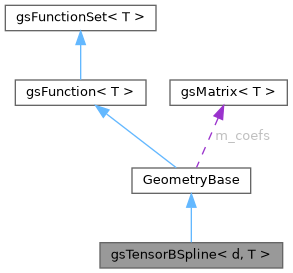 gsFunctionSet< T >
gsFunction< T >
gsMatrix< T >
m_coefs
GeometryBase
gsTensorBSpline< d, T >